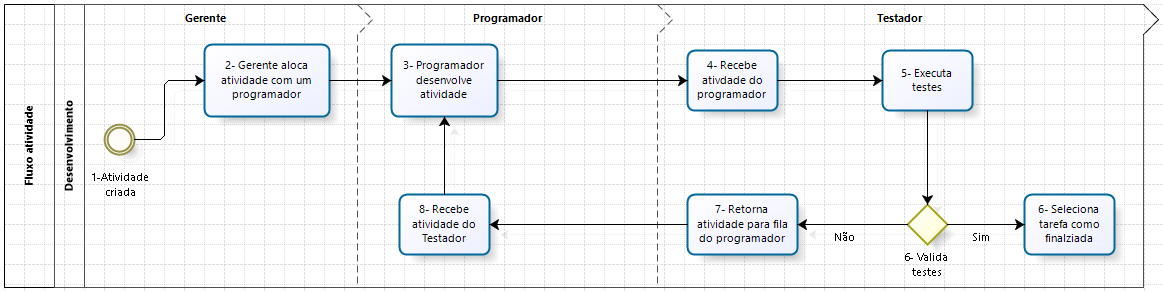 Fluxo atividade
Desenvolvimento
Gerente
Programador
Testador
1-Atividade
criada
2- Gerente aloca
atividade com um
programador
3- Programador
desenvolve
atividade
4- Recebe
atividade do
programador
5- Executa
testes
6- Valida
testes
Sim
6- Seleciona
tarefa como
finalziada
Não
7- Retorna
atividade para fila
do programador
8- Recebe
atividade do
Testador